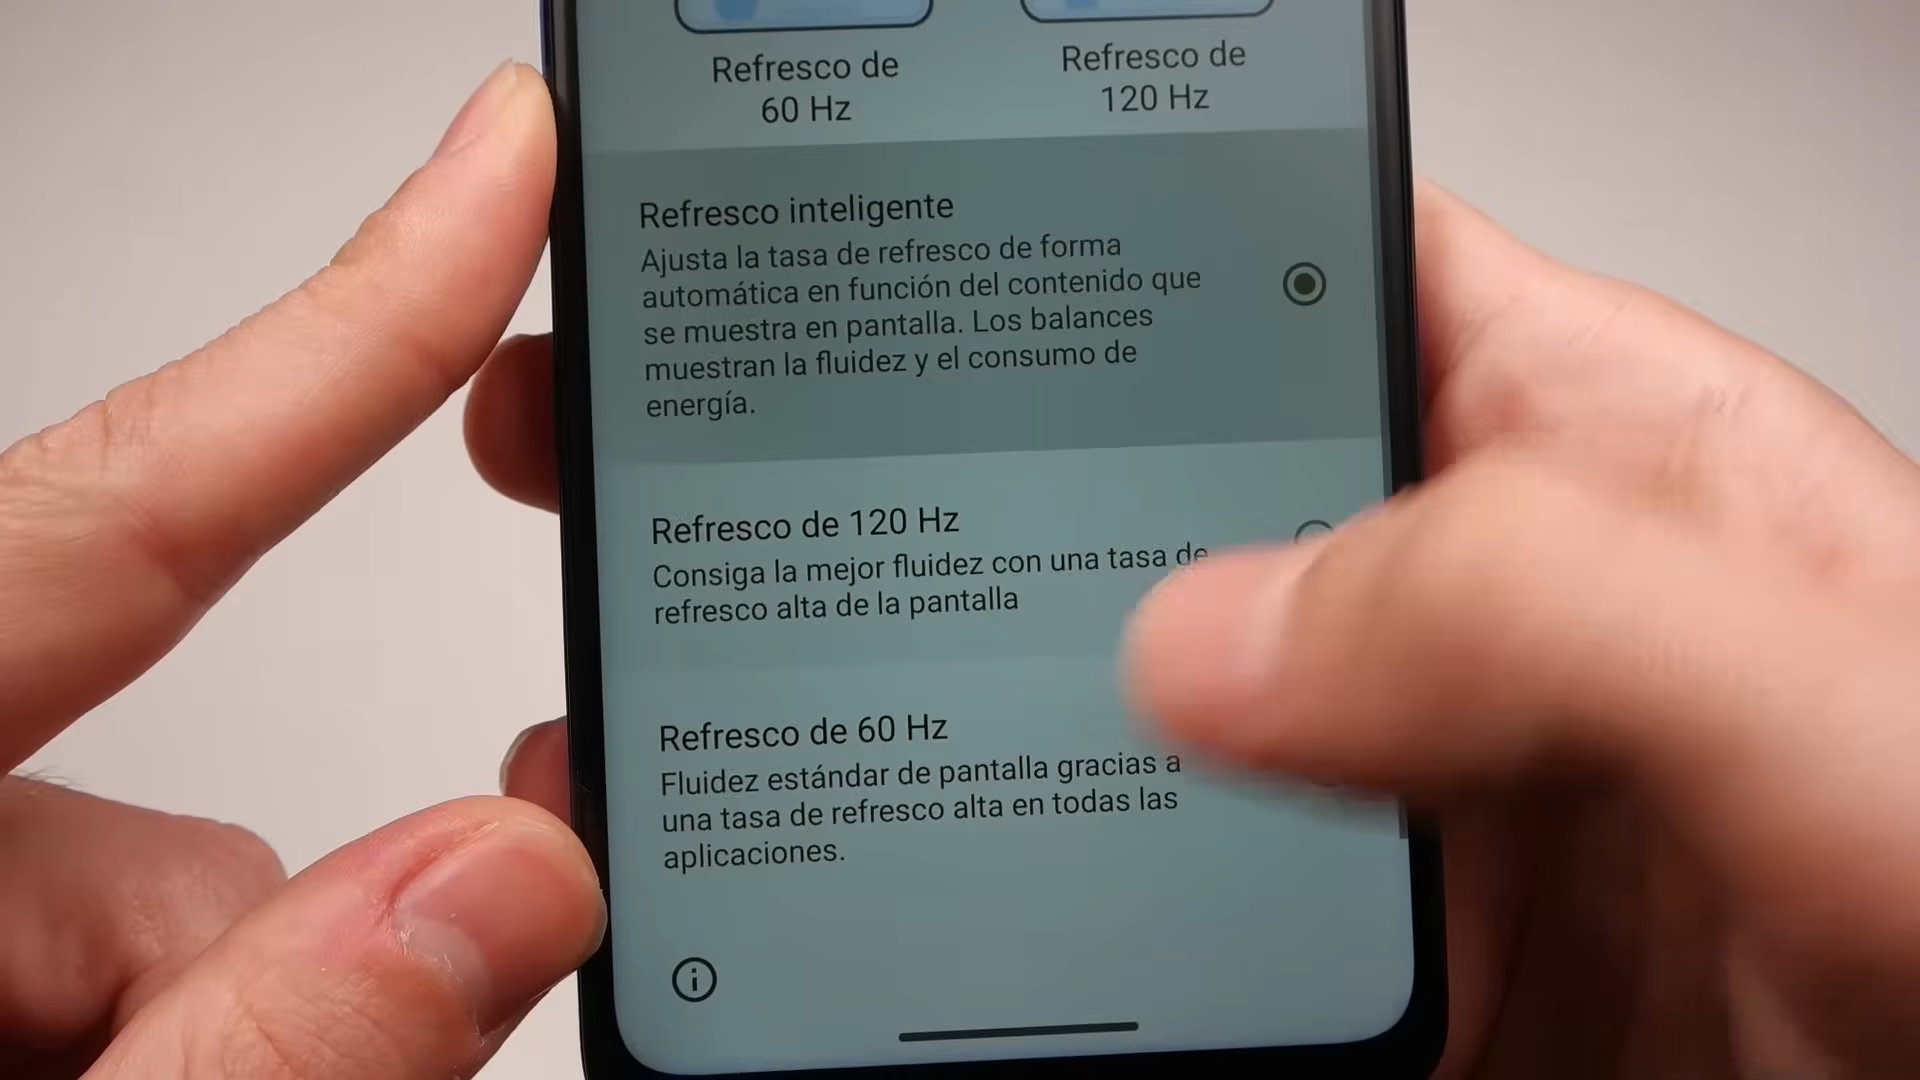 Refresco de
60 Hz
Refresco de
120 Hz
Refresco inteligente
Ajusta la tasa de refresco de forma
automática en función del contenido que
se muestra en pantalla. Los balances
muestran la fluidez y el consumo de
energía.
Refresco de 120 Hz
Consiga la mejor fluidez con una tasa de
refresco alta de la pantalla
Refresco de 60 Hz
Fluidez estándar de pantalla gracias a
una tasa de refresco alta en todas las
aplicaciones.